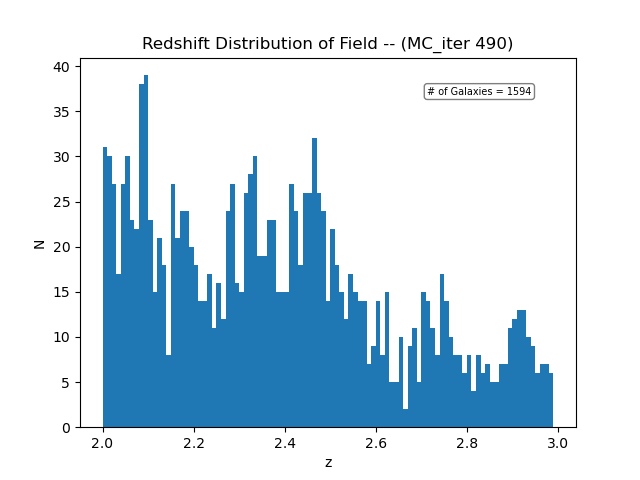 Redshift Distribution of Field -- (MC_iter 490)
# of Galaxies = 1594
40
35
30
25
20
15
10
5
0
N
2.0 2.2 2.4 2.6 2.8 3.0
z